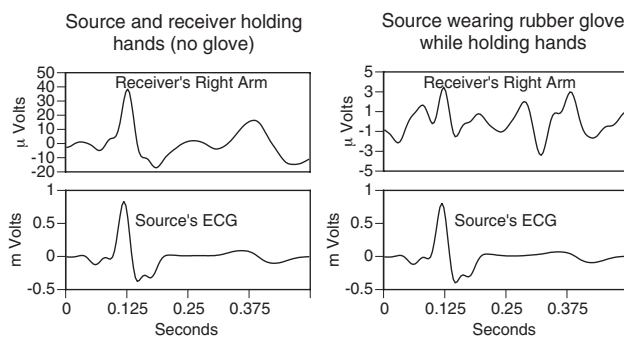 Source and receiver holding
hands (no glove)
Source wearing rubber glove
while holding hands
50
40
30
20
10
0
-10
-20
μ Volts
Receiver's Right Arm
5
3
1
-1
-3
-5
μ Volts
Receiver's Right Arm
1
0.5
0
-0.5
m Volts
Source's ECG
0
0.125
0.25
0.375
Seconds
1
0.5
0
-0.5
m Volts
Source's ECG
0
0.125
0.25
0.375
Seconds